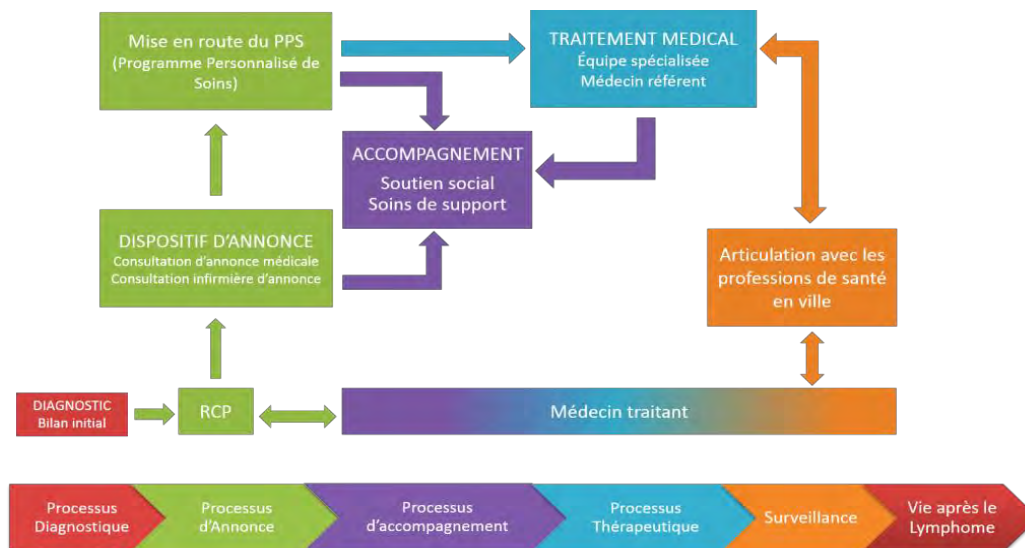 Mise en route du PPS
(Programme Personnalisé de
Soins)
TRAITEMENT MEDICAL
Équipe spécialisée
Médecin référent
ACCOMPAGNEMENT
Soutien social
Soins de support
DISPOSITIF D'ANNONCE
Consultation d'annonce médicale
Consultation infirmière d'annonce
Articulation avec les
professions de santé
en ville
DIAGNOSTIC
Bilan initial
RCP
Médecin traitant
Processus
Diagnostique
Processus
d'Annonce
Processus
d'accompagnement
Processus
Thérapeutique
Surveillance
Vie après le
Lymphome